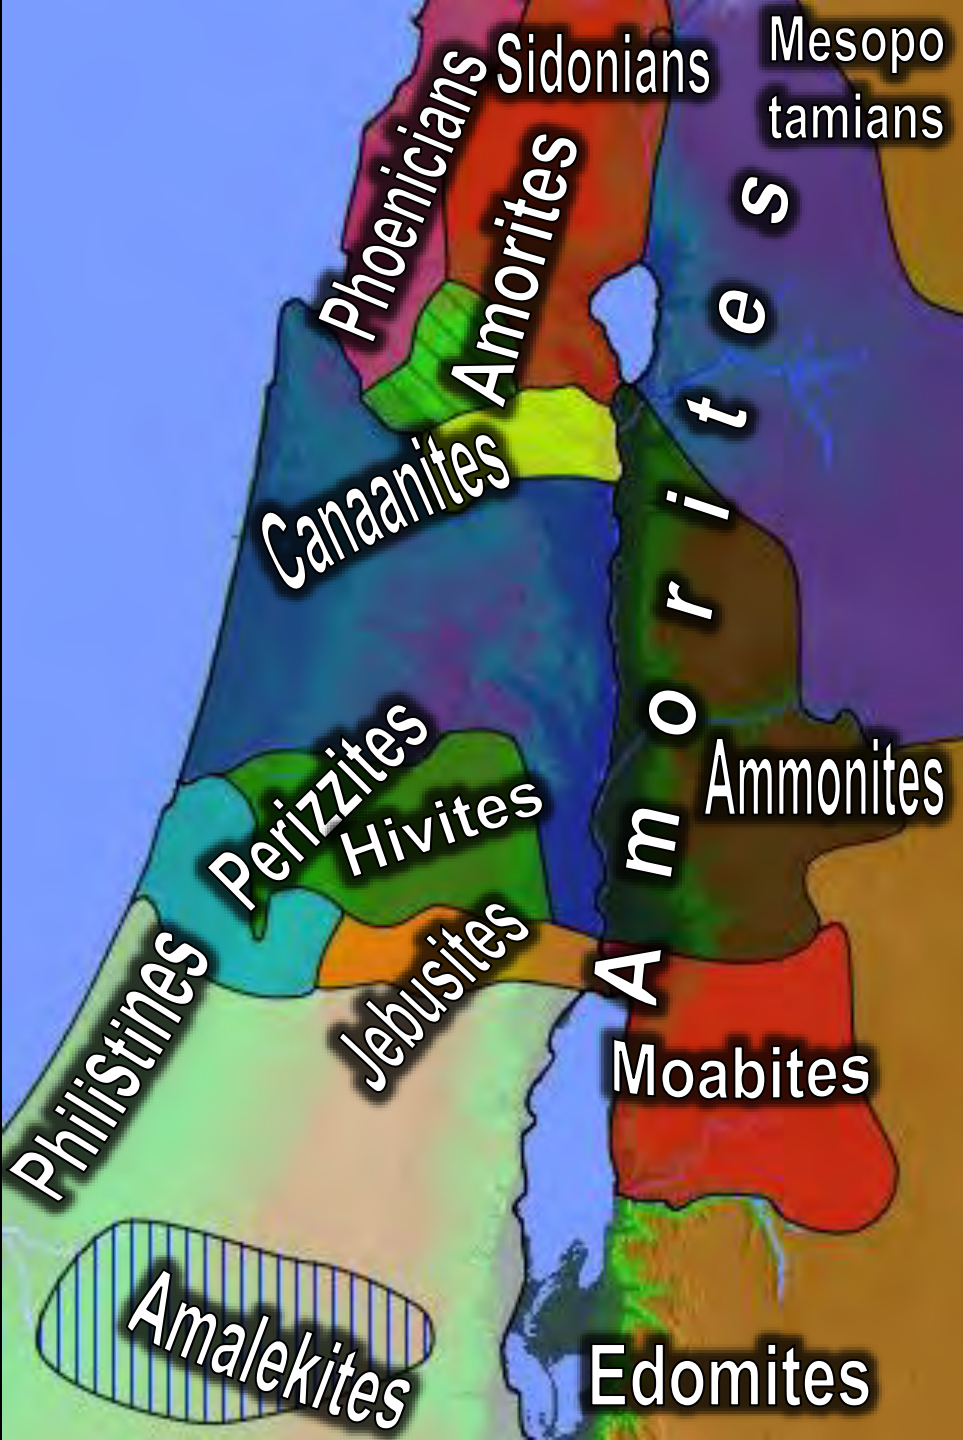 Mesopo
tamians
Sidonians
Phoenicians
Amorites
Amorites
Canaanites
Perizzites
Hivites
Ammonites
Jebusites
Philistines
Moabites
Amalekites
Edomites